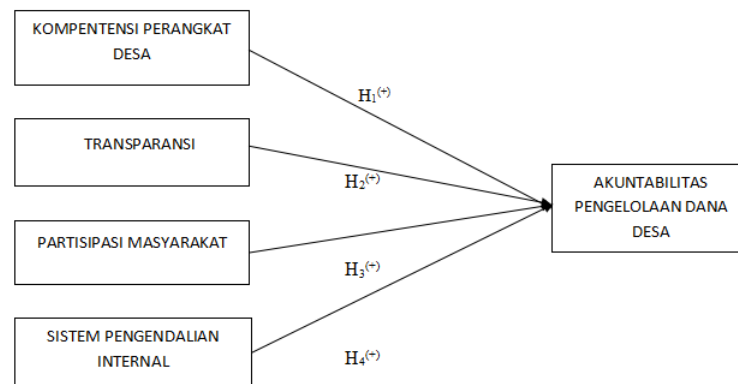 KOMPENTENSI PERANGKAT
DESA
H₁⁽⁺⁾
TRANSPARANSI
H₂⁽⁺⁾
AKUNTABILITAS
PENGELOLAAN DANA
DESA
PARTISIPASI MASYARAKAT
H₃⁽⁺⁾
SISTEM PENGENDALIAN
INTERNAL
H₄⁽⁺⁾